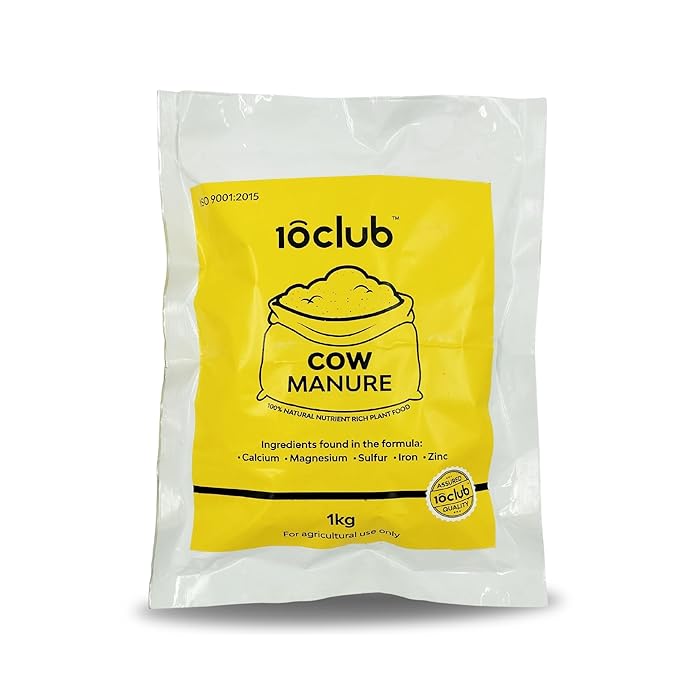 ISO 9001:2015
10club™
COW
MANURE
100% NATURAL NUTRIENT RICH PLANT FOOD
Ingredients found in the formula:
•Calcium •Magnesium •Sulfur •Iron •Zinc
ASSURED
10club
QUALITY
1kg
For agricultural use only